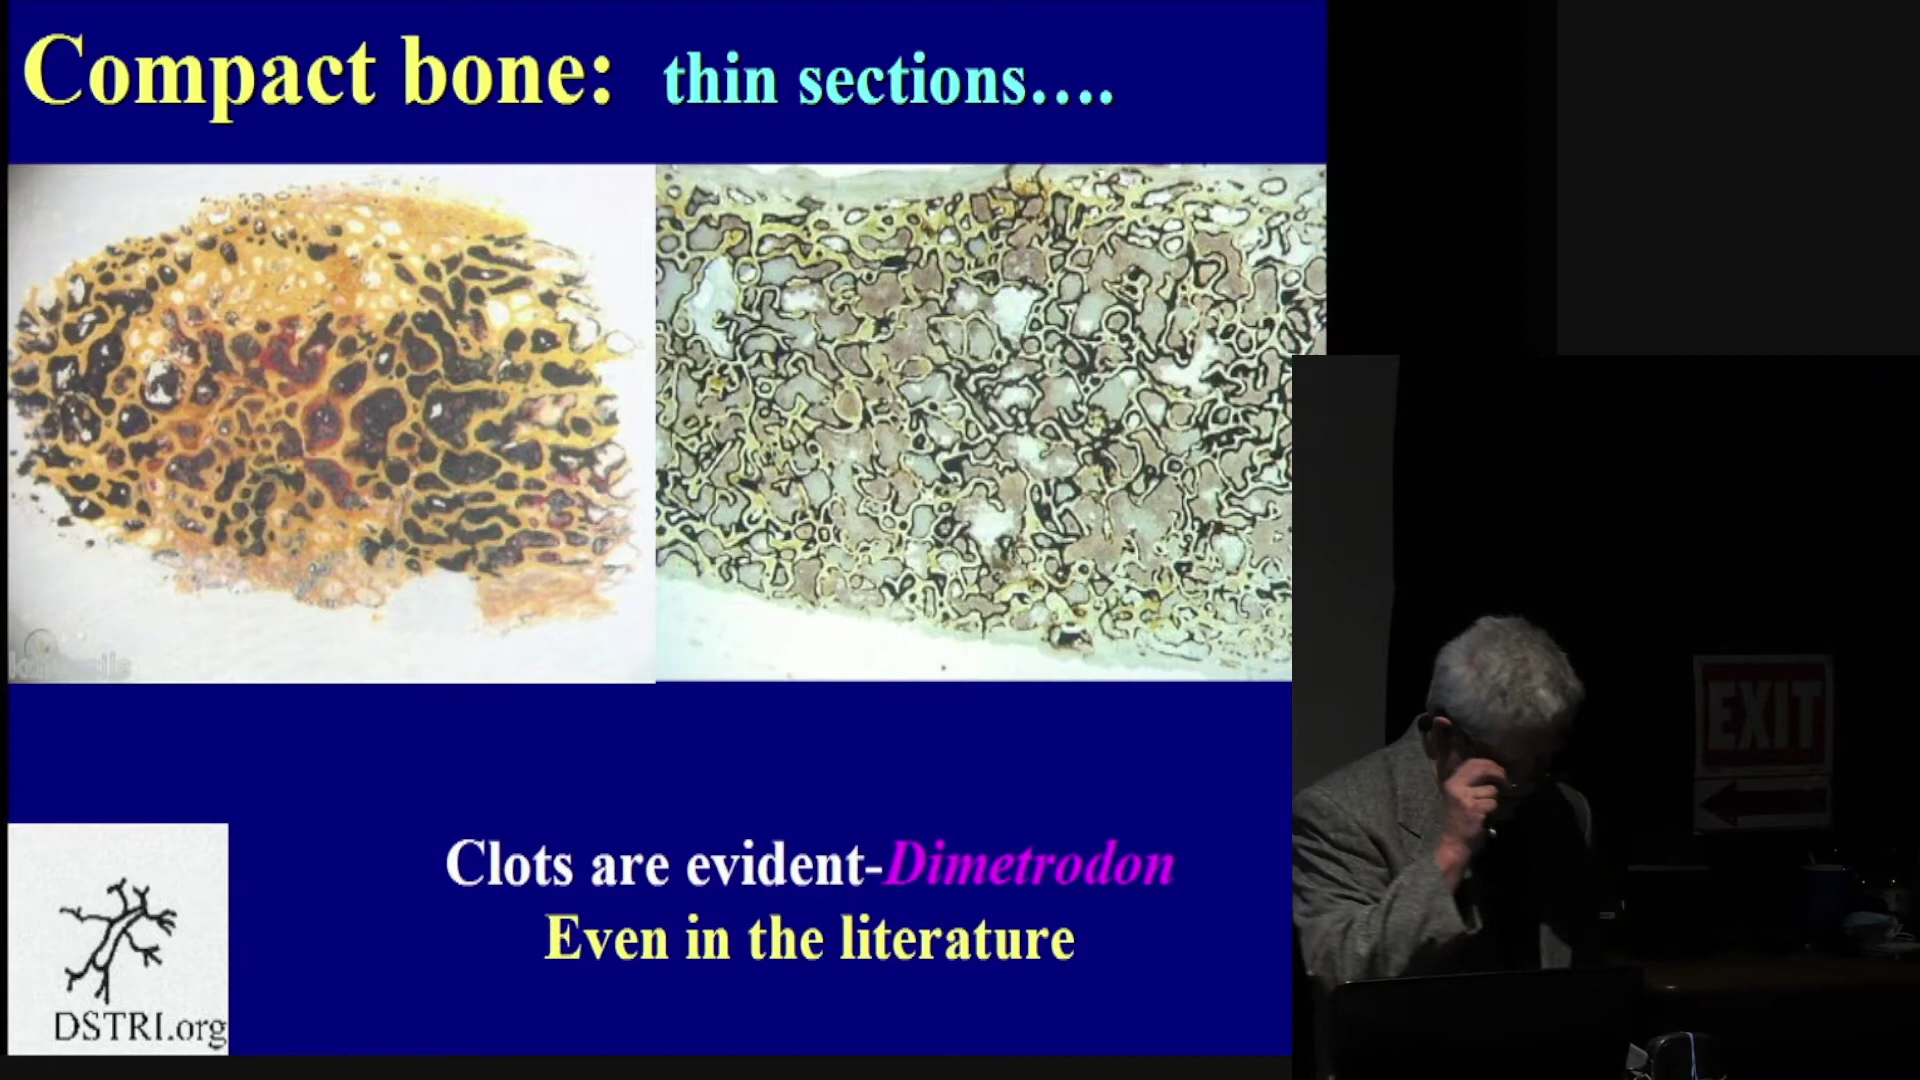 Compact bone: thin sections....
Clots are evident-Dimetrodon
Even in the literature
DSTRI.org
EXIT